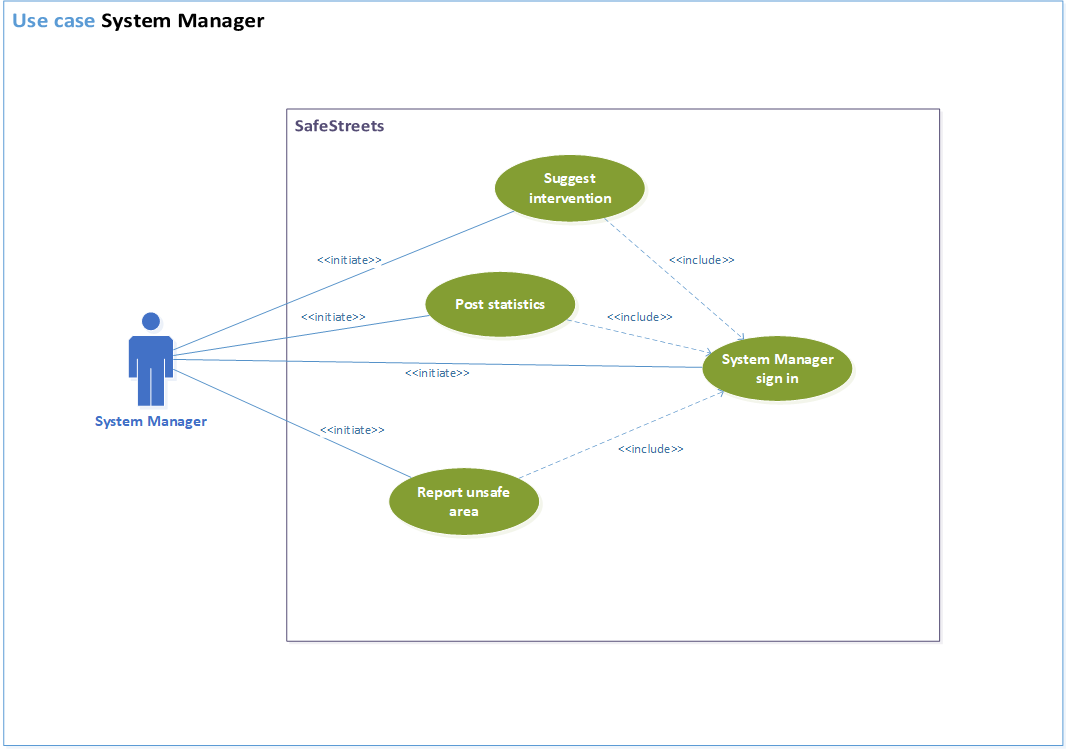 Use case System Manager
SafeStreets
Suggest
intervention
<<initiate>>
<<include>>
Post statistics
<<initiate>>
<<include>>
System Manager
sign in
<<initiate>>
System Manager
<<initiate>>
<<include>>
Report unsafe
area